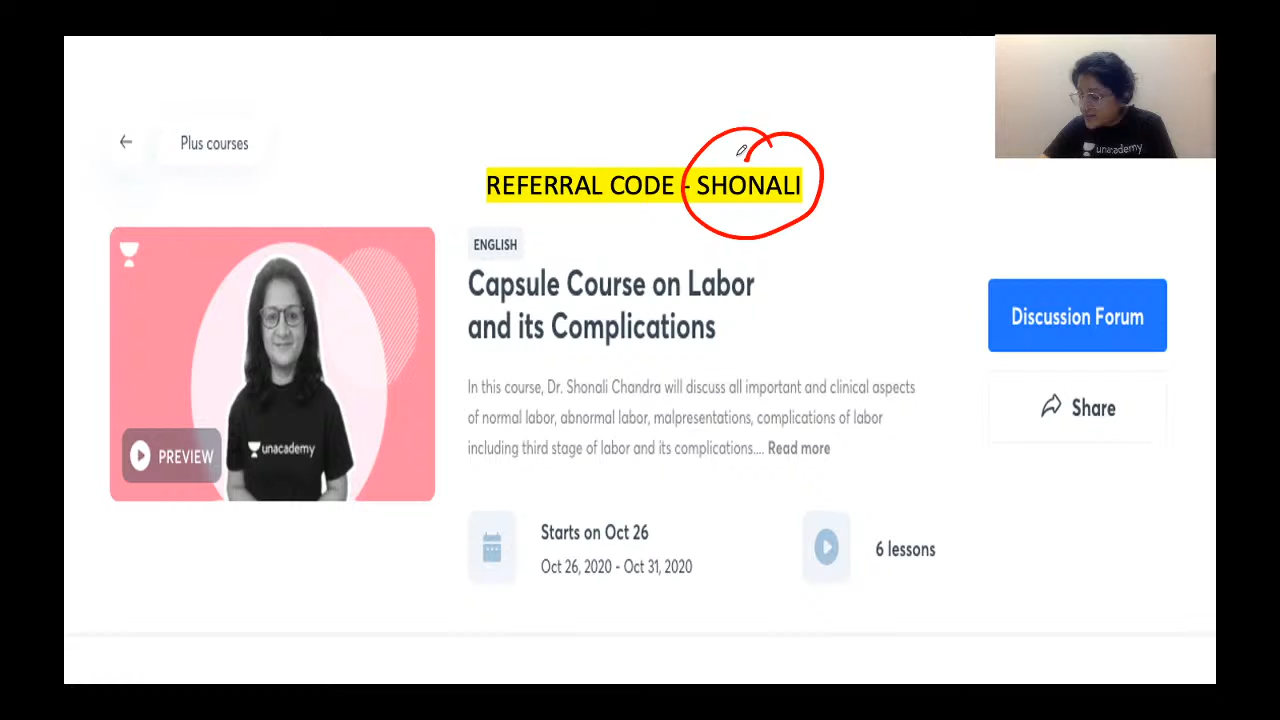 Plus courses
unacademy
REFERRAL CODE - SHONALI
ENGLISH
Capsule Course on Labor
and its Complications
Discussion Forum
In this course, Dr. Shonali Chandra will discuss all important and clinical aspects
of normal labor, abnormal labor, malpresentations, complications of labor
including third stage of labor and its complications.... Read more
Share
unacademy
PREVIEW
Starts on Oct 26
Oct 26, 2020 - Oct 31, 2020
6 lessons